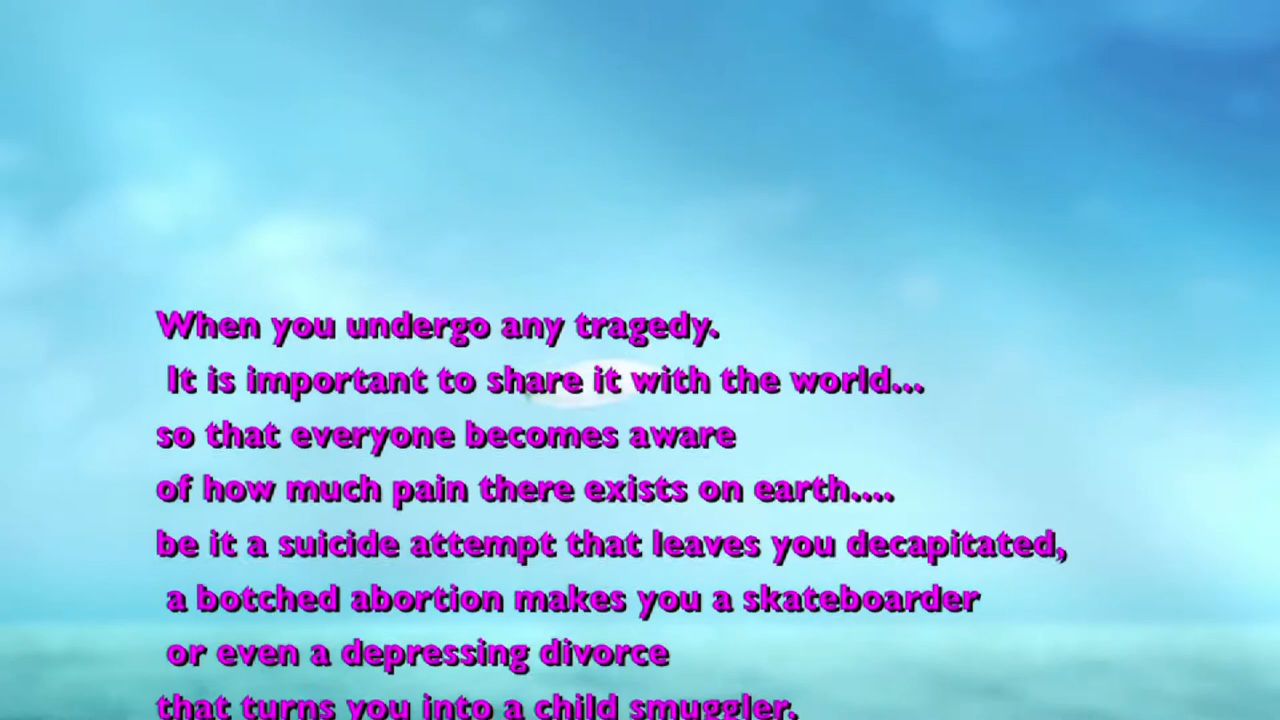 When you undergo any tragedy.
It is important to share it with the world...
so that everyone becomes aware
of how much pain there exists on earth....
be it a suicide attempt that leaves you decapitated,
a botched abortion makes you a skateboarder
or even a depressing divorce
that turns you into a child smuggler.